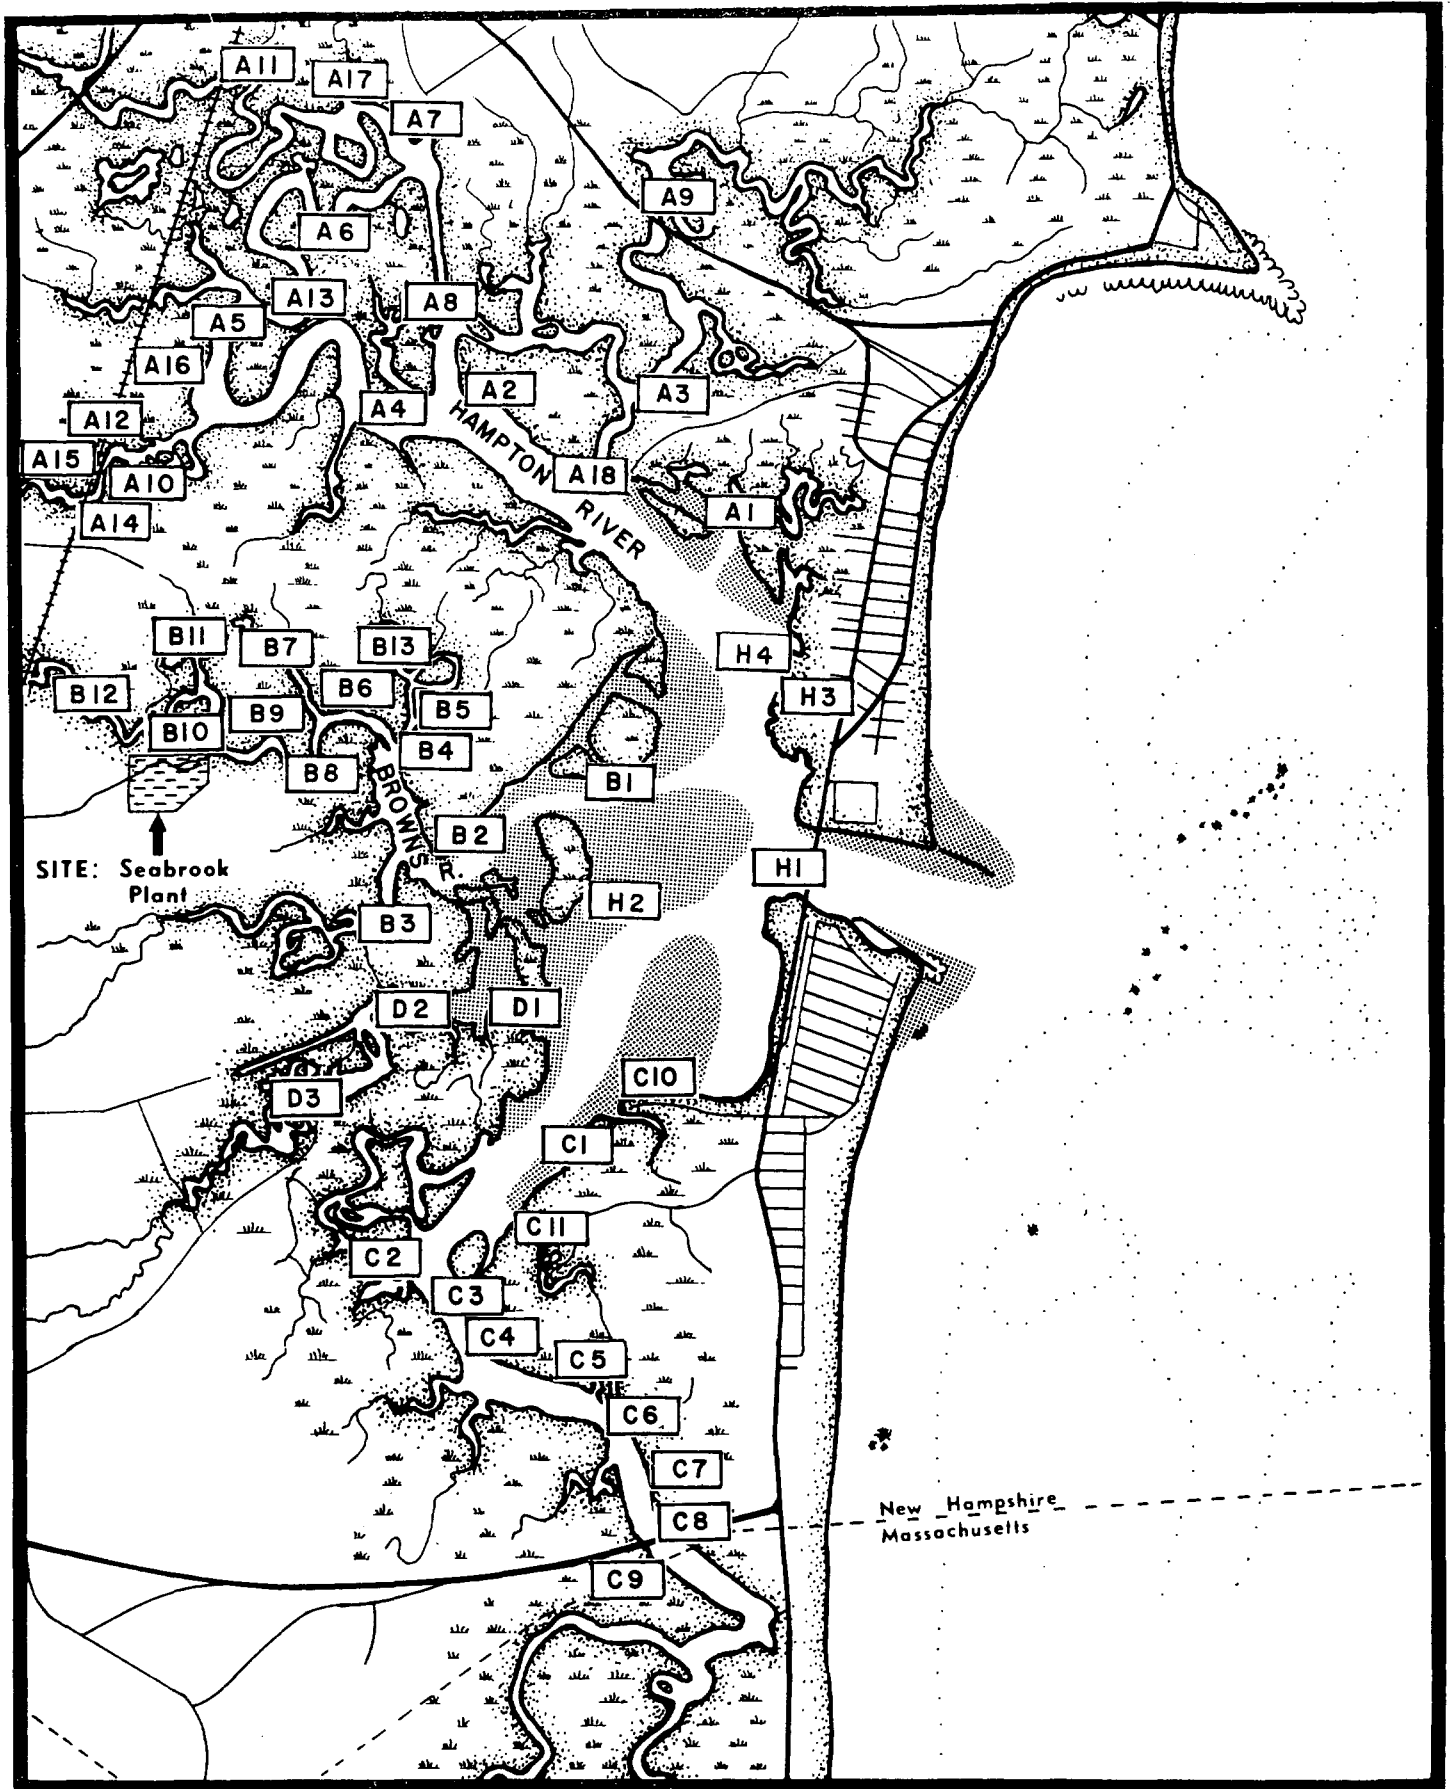 A11
A17
A7
A9
A6
A13
A8
A5
A16
A2
A3
A4
A12
HAMPTON
RIVER
A15
A10
A18
A14
A1
B11
B7
B13
H4
B6
B12
H3
B9
B5
B10
B4
B8
B1
BROWNS R.
B2
SITE: Seabrook
Plant
H1
H2
B3
D2
D1
C10
D3
C1
C11
C2
C3
C4
C5
C6
C7
New Hampshire
C8
Massachusetts
C9